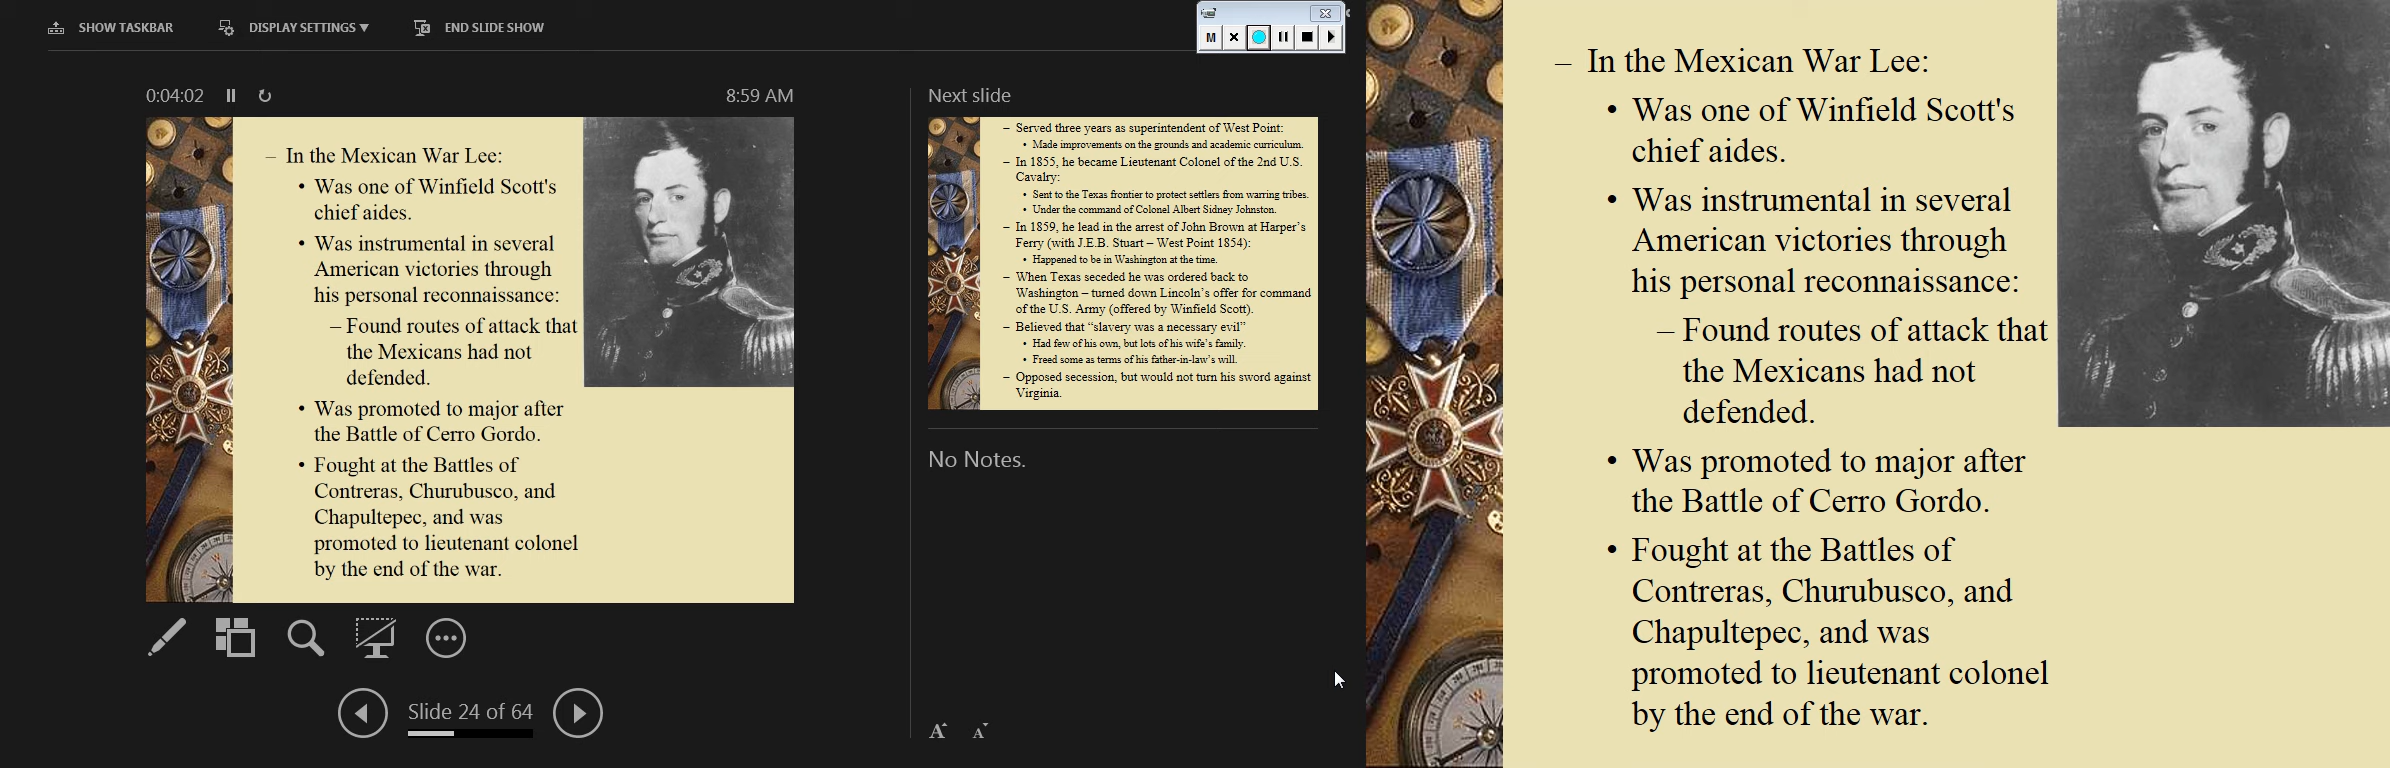 SHOW TASKBAR
DISPLAY SETTINGS ▼
END SLIDE SHOW
M
0:04:02
8:59 AM
– In the Mexican War Lee:
• Was one of Winfield Scott's
chief aides.
• Was instrumental in several
American victories through
his personal reconnaissance:
– Found routes of attack that
the Mexicans had not
defended.
• Was promoted to major after
the Battle of Cerro Gordo.
• Fought at the Battles of
Contreras, Churubusco, and
Chapultepec, and was
promoted to lieutenant colonel
by the end of the war.
Slide 24 of 64
Next slide
– Served three years as superintendent of West Point:
• Made improvements on the grounds and academic curriculum.
– In 1855, he became Lieutenant Colonel of the 2nd U.S.
Cavalry:
• Sent to the Texas frontier to protect settlers from warring tribes.
• Under the command of Colonel Albert Sidney Johnston.
– In 1859, he lead in the arrest of John Brown at Harper's
Ferry (with J.E.B. Stuart – West Point 1854):
• Happened to be in Washington at the time.
– When Texas seceded he was ordered back to
Washington – turned down Lincoln's offer for command
of the U.S. Army (offered by Winfield Scott).
– Believed that “slavery was a necessary evil”
• Had few of his own, but lots of his wife's family.
• Freed some as terms of his father-in-law's will.
– Opposed secession, but would not turn his sword against
Virginia.
No Notes.
A A
– In the Mexican War Lee:
• Was one of Winfield Scott's
chief aides.
• Was instrumental in several
American victories through
his personal reconnaissance:
– Found routes of attack that
the Mexicans had not
defended.
• Was promoted to major after
the Battle of Cerro Gordo.
• Fought at the Battles of
Contreras, Churubusco, and
Chapultepec, and was
promoted to lieutenant colonel
by the end of the war.